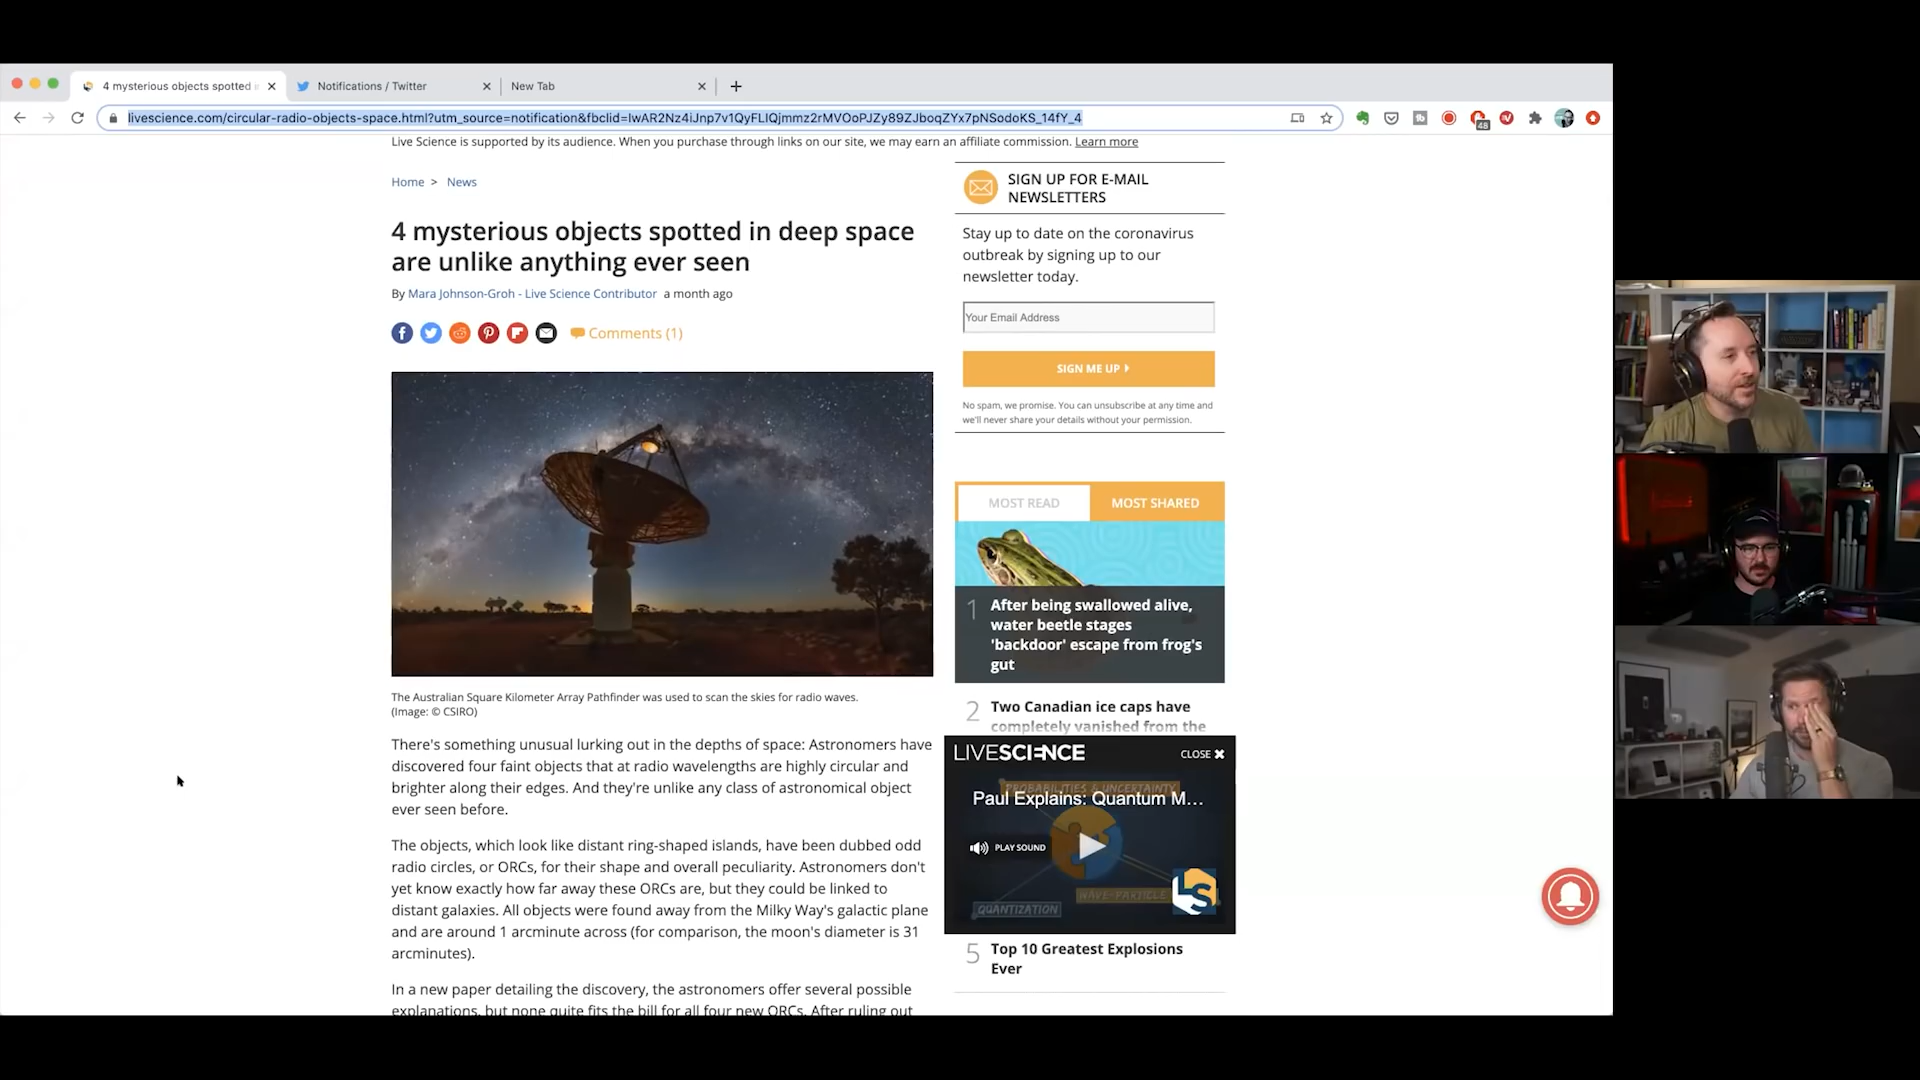 4 mysterious objects spotted i
Notifications / Twitter
New Tab
livescience.com/circular-radio-objects-space.html?utm_source=notification&fbclid=IwAR2Nz4iJnp7v1QyFLIQjmmz2rMVOoPJZy89ZJboqZYx7pNSodoKS_14fY_4
48
Live Science is supported by its audience. When you purchase through links on our site, we may earn an affiliate commission. Learn more
Home > News
4 mysterious objects spotted in deep space
are unlike anything ever seen
By Mara Johnson-Groh - Live Science Contributor a month ago
Comments (1)
The Australian Square Kilometer Array Pathfinder was used to scan the skies for radio waves.
(Image: © CSIRO)
There's something unusual lurking out in the depths of space: Astronomers have
discovered four faint objects that at radio wavelengths are highly circular and
brighter along their edges. And they're unlike any class of astronomical object
ever seen before.
The objects, which look like distant ring-shaped islands, have been dubbed odd
radio circles, or ORCs, for their shape and overall peculiarity. Astronomers don't
yet know exactly how far away these ORCs are, but they could be linked to
distant galaxies. All objects were found away from the Milky Way's galactic plane
and are around 1 arcminute across (for comparison, the moon's diameter is 31
arcminutes).
In a new paper detailing the discovery, the astronomers offer several possible
explanations, but none quite fits the bill for all four new ORCs. After ruling out
SIGN UP FOR E-MAIL
NEWSLETTERS
Stay up to date on the coronavirus
outbreak by signing up to our
newsletter today.
Your Email Address
SIGN ME UP
No spam, we promise. You can unsubscribe at any time and
we'll never share your details without your permission.
MOST READ
MOST SHARED
1 After being swallowed alive,
water beetle stages
'backdoor' escape from frog's
gut
2 Two Canadian ice caps have
completely vanished from the
LIVESCIENCE
CLOSE
PROBABILITIES & UNCERTAINTY
Paul Explains: Quantum M...
PLAY SOUND
WAVE-PARTICLE
QUANTIZATION
LS
5 Top 10 Greatest Explosions
Ever